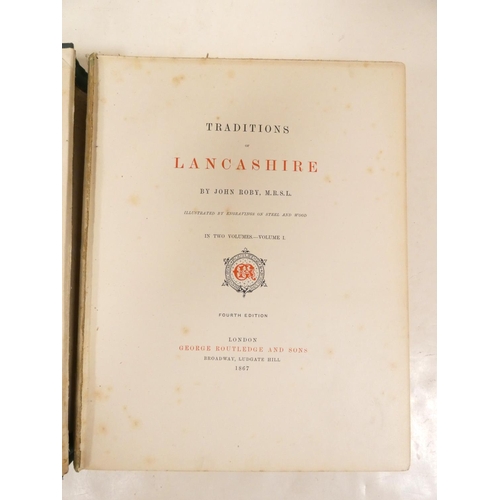 TRADITIONS
OF
LANCASHIRE
BY JOHN ROBY, M.R.S.L.
ILLUSTRATED BY ENGRAVINGS ON STEEL AND WOOD
IN TWO VOLUMES—VOLUME I.
FOURTH EDITION
LONDON
GEORGE ROUTLEDGE AND SONS
BROADWAY, LUDGATE HILL
1867